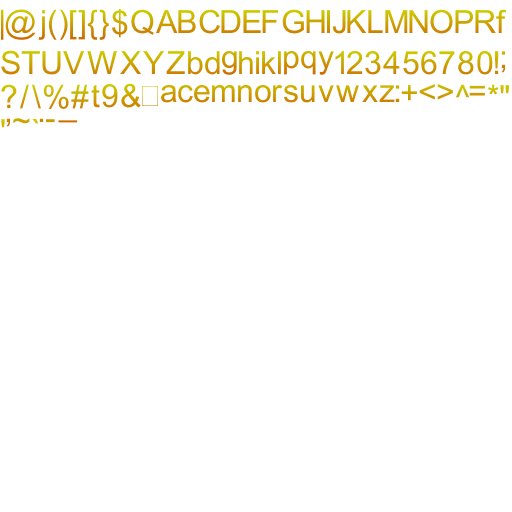 |@j()[]{}$QABCDEFGHIJKLMNOPRf
STUVWXYZbdghiklpqy123456780!;
?/\%#t9&□acemnorsuvwxz:+<>^=*"
',~`.-_